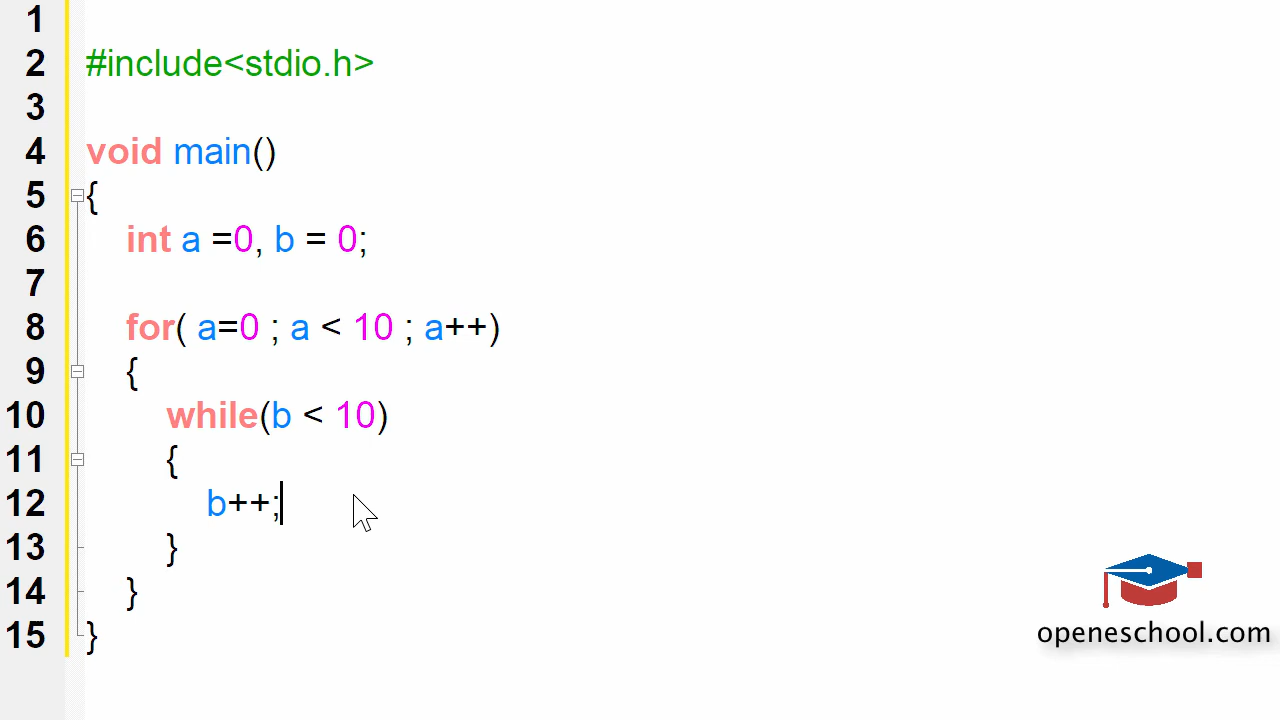 1
2 #include<stdio.h>
3
4 void main()
5 {
6 int a =0, b = 0;
7
8 for( a=0 ; a < 10 ; a++)
9 {
10 while(b < 10)
11 {
12 b++;
13 }
14 }
15 }
openeschool.com